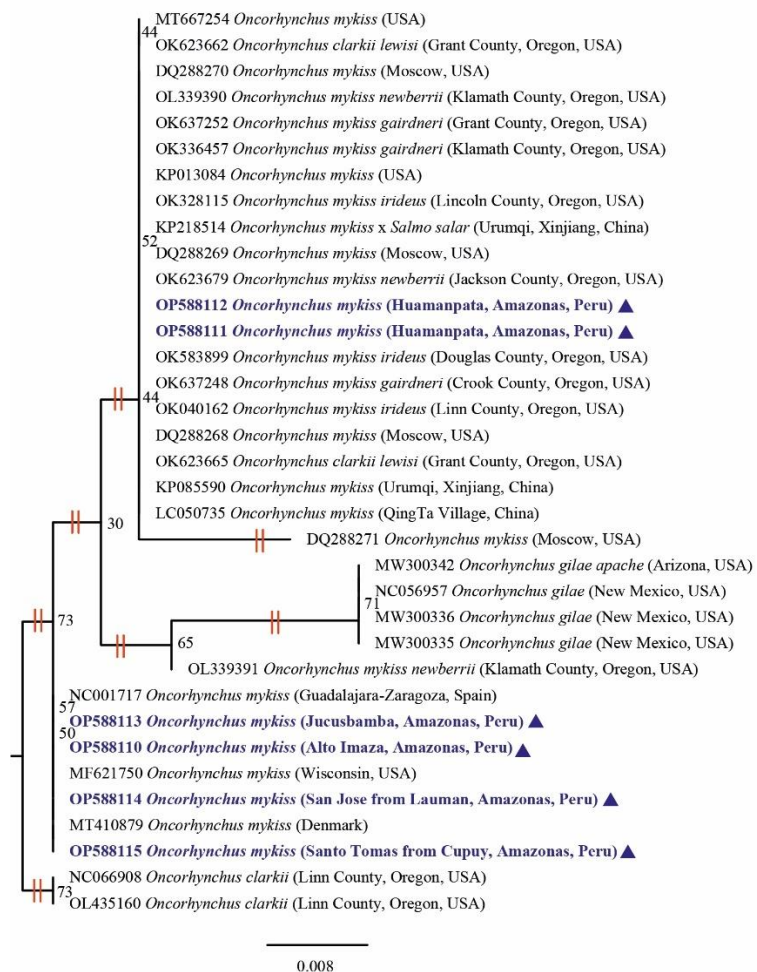 MT667254 Oncorhynchus mykiss (USA)
44
OK623662 Oncorhynchus clarkii lewisi (Grant County, Oregon, USA)
DQ288270 Oncorhynchus mykiss (Moscow, USA)
OL339390 Oncorhynchus mykiss newberrii (Klamath County, Oregon, USA)
OK637252 Oncorhynchus mykiss gairdneri (Grant County, Oregon, USA)
OK336457 Oncorhynchus mykiss gairdneri (Klamath County, Oregon, USA)
KP013084 Oncorhynchus mykiss (USA)
OK328115 Oncorhynchus mykiss irideus (Lincoln County, Oregon, USA)
KP218514 Oncorhynchus mykiss x Salmo salar (Urumqi, Xinjiang, China)
52
DQ288269 Oncorhynchus mykiss (Moscow, USA)
OK623679 Oncorhynchus mykiss newberrii (Jackson County, Oregon, USA)
OP588112 Oncorhynchus mykiss (Huamanpata, Amazonas, Peru)
OP588111 Oncorhynchus mykiss (Huamanpata, Amazonas, Peru)
OK583899 Oncorhynchus mykiss irideus (Douglas County, Oregon, USA)
OK637248 Oncorhynchus mykiss gairdneri (Crook County, Oregon, USA)
44
OK040162 Oncorhynchus mykiss irideus (Linn County, Oregon, USA)
DQ288268 Oncorhynchus mykiss (Moscow, USA)
OK623665 Oncorhynchus clarkii lewisi (Grant County, Oregon, USA)
KP085590 Oncorhynchus mykiss (Urumqi, Xinjiang, China)
LC050735 Oncorhynchus mykiss (QingTa Village, China)
30
DQ288271 Oncorhynchus mykiss (Moscow, USA)
MW300342 Oncorhynchus gilae apache (Arizona, USA)
NC056957 Oncorhynchus gilae (New Mexico, USA)
71
MW300336 Oncorhynchus gilae (New Mexico, USA)
73
MW300335 Oncorhynchus gilae (New Mexico, USA)
65
OL339391 Oncorhynchus mykiss newberrii (Klamath County, Oregon, USA)
NC001717 Oncorhynchus mykiss (Guadalajara-Zaragoza, Spain)
57
OP588113 Oncorhynchus mykiss (Jucusbamba, Amazonas, Peru)
50
OP588110 Oncorhynchus mykiss (Alto Imaza, Amazonas, Peru)
MF621750 Oncorhynchus mykiss (Wisconsin, USA)
OP588114 Oncorhynchus mykiss (San Jose from Lauman, Amazonas, Peru)
MT410879 Oncorhynchus mykiss (Denmark)
OP588115 Oncorhynchus mykiss (Santo Tomas from Cupuy, Amazonas, Peru)
NC066908 Oncorhynchus clarkii (Linn County, Oregon, USA)
73
OL435160 Oncorhynchus clarkii (Linn County, Oregon, USA)
0.008